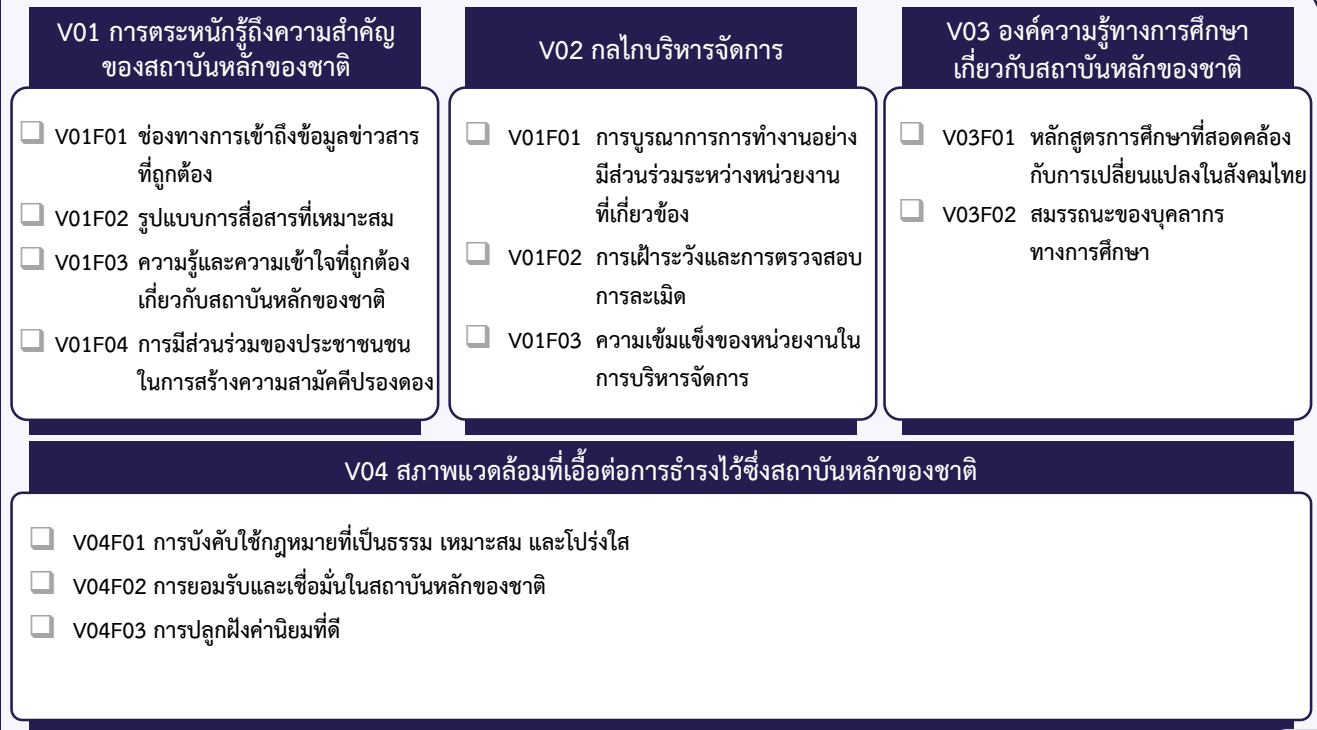 V01 การตระหนักรู้ถึงความสำคัญ
ของสถาบันหลักของชาติ
V01F01 ช่องทางการเข้าถึงข้อมูลข่าวสาร
ที่ถูกต้อง
V01F02 รูปแบบการสื่อสารที่เหมาะสม
V01F03 ความรู้และความเข้าใจที่ถูกต้อง
เกี่ยวกับสถาบันหลักของชาติ
V01F04 การมีส่วนร่วมของประชาชนชน
ในการสร้างความสามัคคีปรองดอง
V02 กลไกบริหารจัดการ
V01F01 การบูรณาการการทำงานอย่าง
มีส่วนร่วมระหว่างหน่วยงาน
ที่เกี่ยวข้อง
V01F02 การเฝ้าระวังและการตรวจสอบ
การละเมิด
V01F03 ความเข้มแข็งของหน่วยงานใน
การบริหารจัดการ
V03 องค์ความรู้ทางการศึกษา
เกี่ยวกับสถาบันหลักของชาติ
V03F01 หลักสูตรการศึกษาที่สอดคล้อง
กับการเปลี่ยนแปลงในสังคมไทย
V03F02 สมรรถนะของบุคลากร
ทางการศึกษา
V04 สภาพแวดล้อมที่เอื้อต่อการธำรงไว้ซึ่งสถาบันหลักของชาติ
V04F01 การบังคับใช้กฎหมายที่เป็นธรรม เหมาะสม และโปร่งใส
V04F02 การยอมรับและเชื่อมั่นในสถาบันหลักของชาติ
V04F03 การปลูกฝังค่านิยมที่ดี